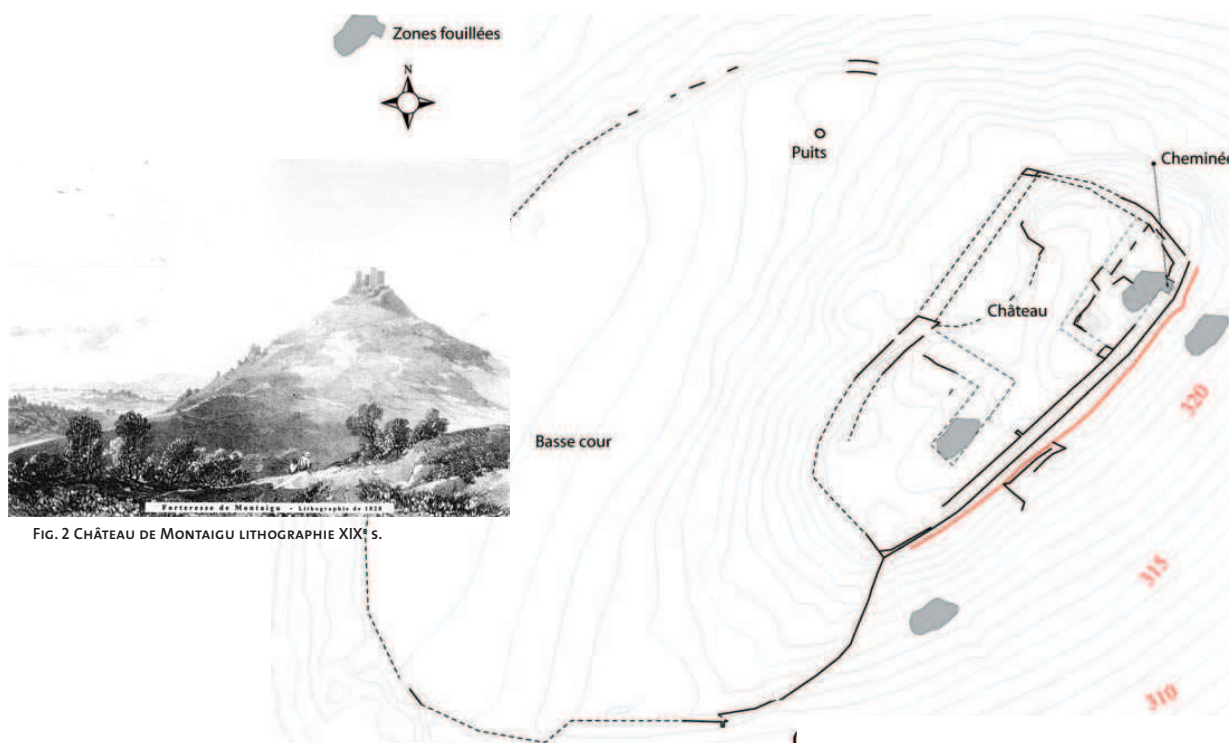 Zones fouillées
N
Puits
Cheminée
Château
320
Basse cour
Forteresse de Montaigu - Lithographie de 1828
FIG. 2 CHÂTEAU DE MONTAIGU LITHOGRAPHIE XIXE S.
315
310